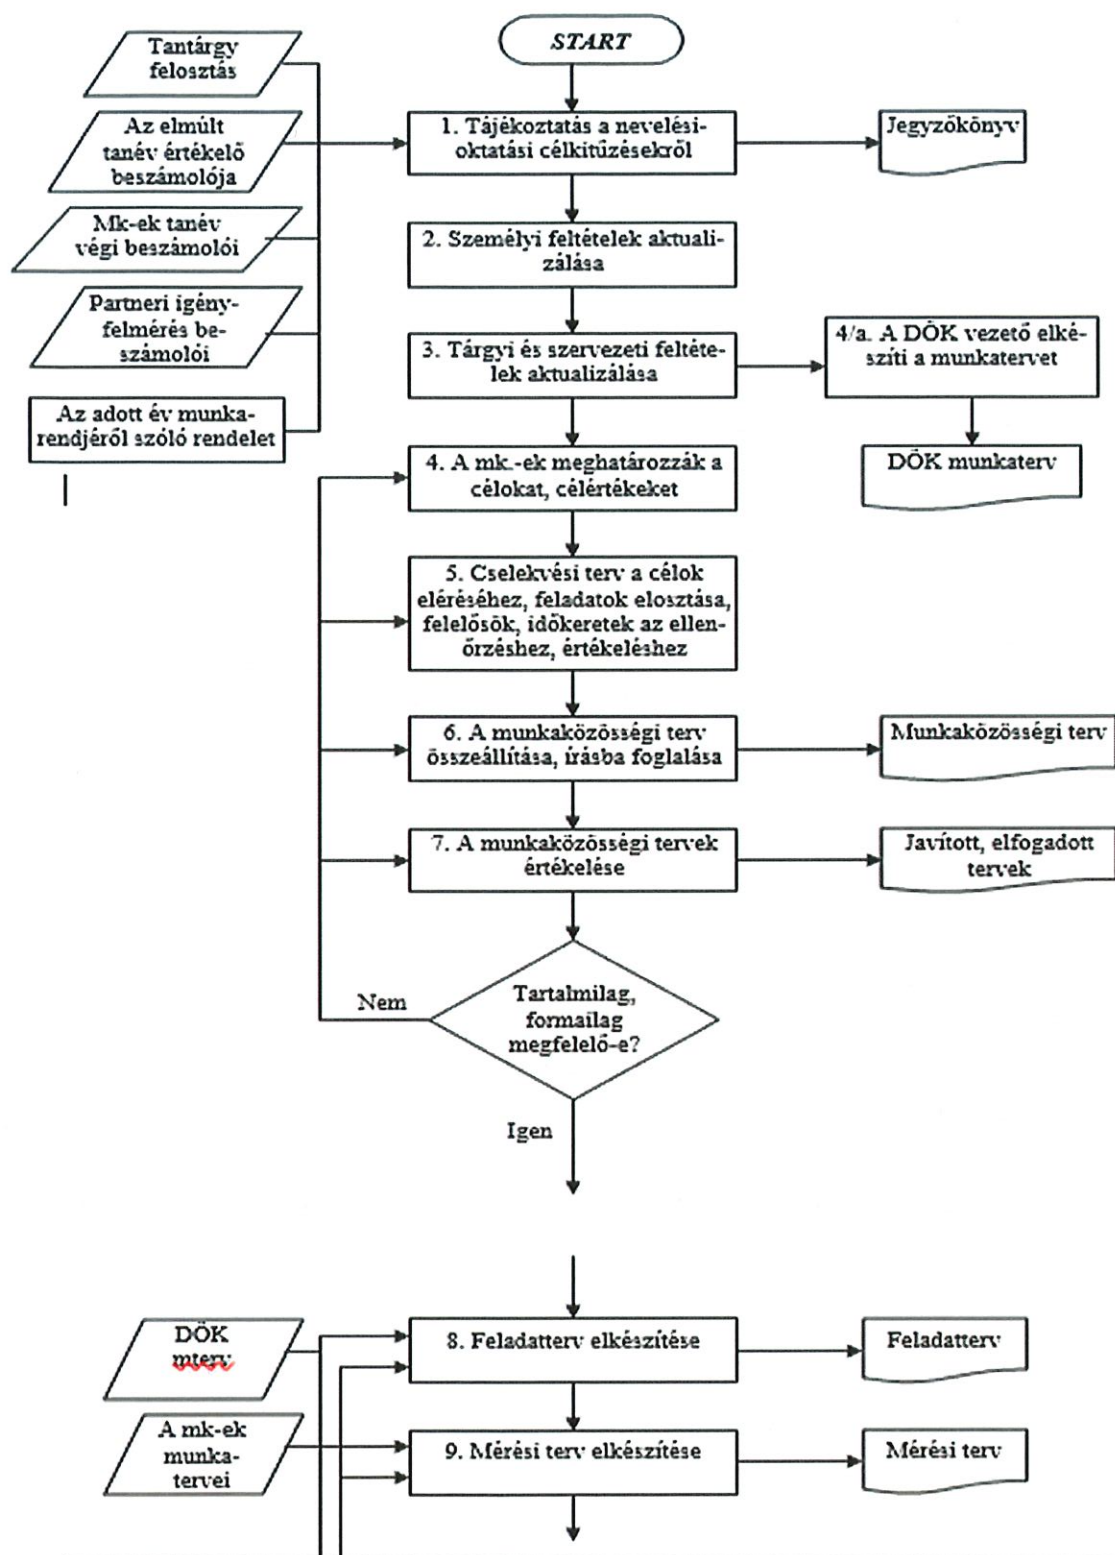 START
Tantárgy
felosztás
Az elmúlt
tanév értékelő
beszámolója
1. Tájékoztatás a nevelési-
oktatási célkitűzésekről
Jegyzőkönyv
Mk-ek tanév
végi beszámolói
2. Személyi feltételek aktuali-
zálása
Partneri igény-
felmérés be-
számolói
3. Tárgyi és szervezeti feltéte-
lek aktualizálása
4/a. A DÖK vezető elké-
szíti a munkatervet
Az adott év munka-
rendjéről szóló rendelet
4. A mk.-ek meghatározzák a
célokat, célértékeket
DÖK munkaterv
5. Cselekvési terv a célok
eléréséhez, feladatok elosztása,
felelősök, időkeretek az ellen-
őrzéshez, értékeléshez
6. A munkaközösségi terv
összeállítása, írásba foglalása
Munkaközösségi terv
7. A munkaközösségi tervek
értékelése
Javított, elfogadott
tervek
Nem
Tartalmilag,
formailag
megfelelő-e?
Igen
DÖK
mterv
8. Feladatterv elkészítése
Feladatterv
A mk-ek
munka-
tervei
9. Mérési terv elkészítése
Mérési terv